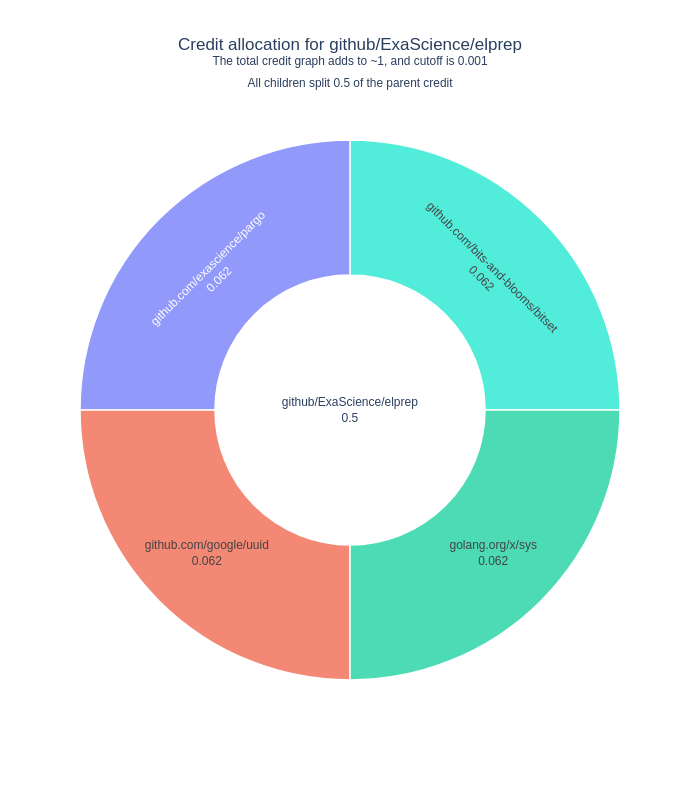 Credit allocation for github/ExaScience/elprep
The total credit graph adds to ~1, and cutoff is 0.001
All children split 0.5 of the parent credit
github.com/exascience/pargo
0.062
github.com/bits-and-blooms/bitset
0.062
github/ExaScience/elprep
0.5
github.com/google/uuid
0.062
golang.org/x/sys
0.062